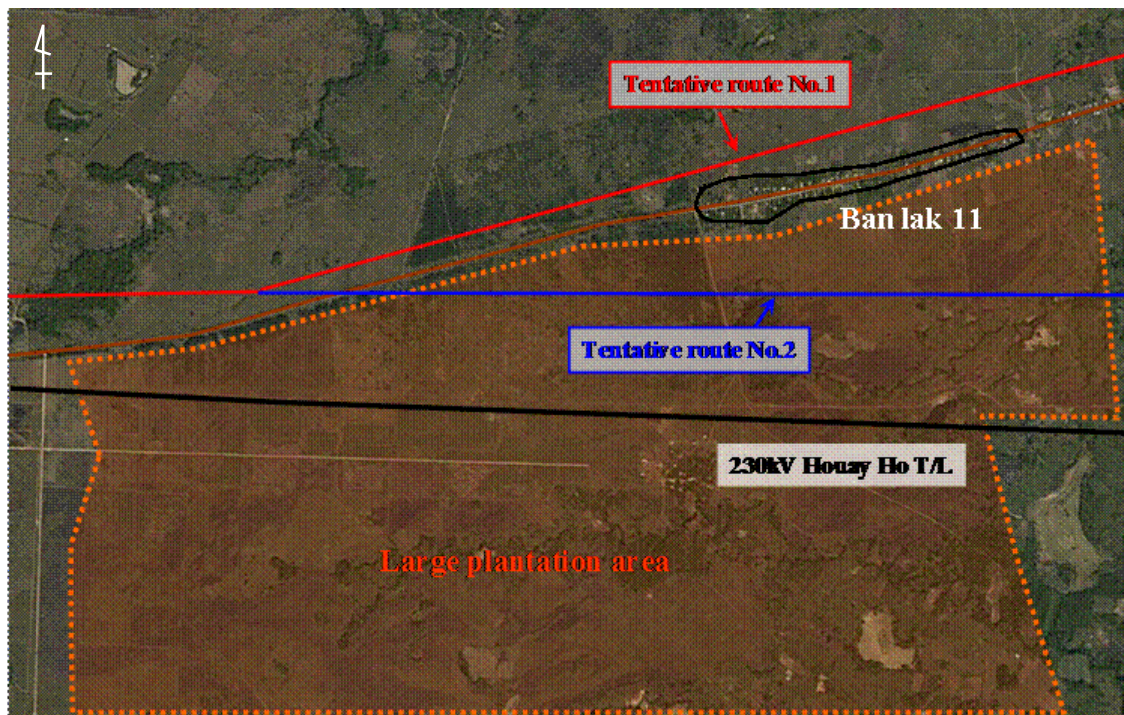 Tentative route No.1
Ban lak 11
Tentative route No.2
230kV Houay Ho T/L
Large plantation area